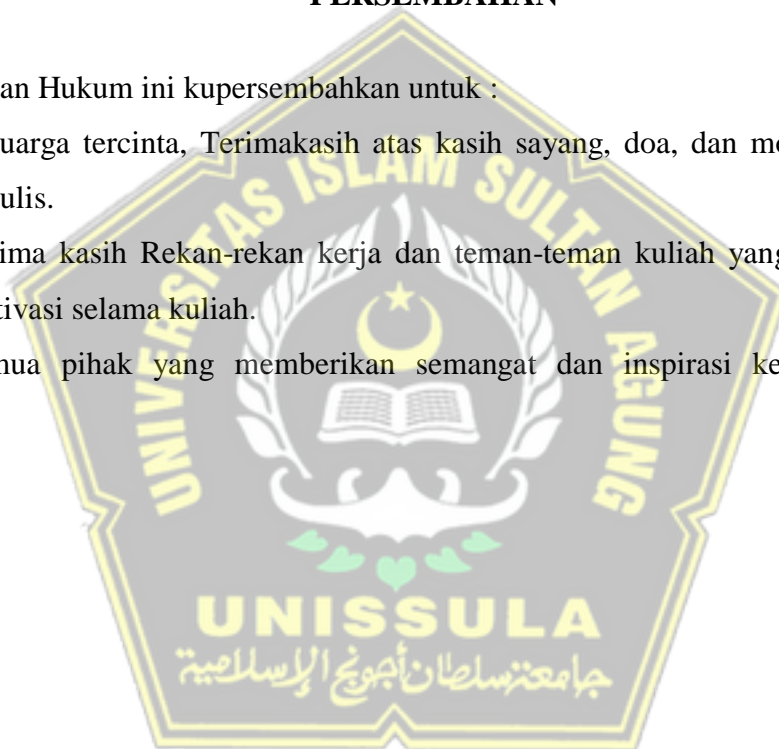 PERSEMBAHAN
an Hukum ini kupersembahkan untuk :
uarga tercinta, Terimakasih atas kasih sayang, doa, dan mo
ulis.
ima kasih Rekan-rekan kerja dan teman-teman kuliah yang
tivasi selama kuliah.
nua pihak yang memberikan semangat dan inspirasi ke
UNIVERSITAS ISLAM SULTAN AGUNG
UNISSULA
جامعة سلطان أجونج الإسلامية